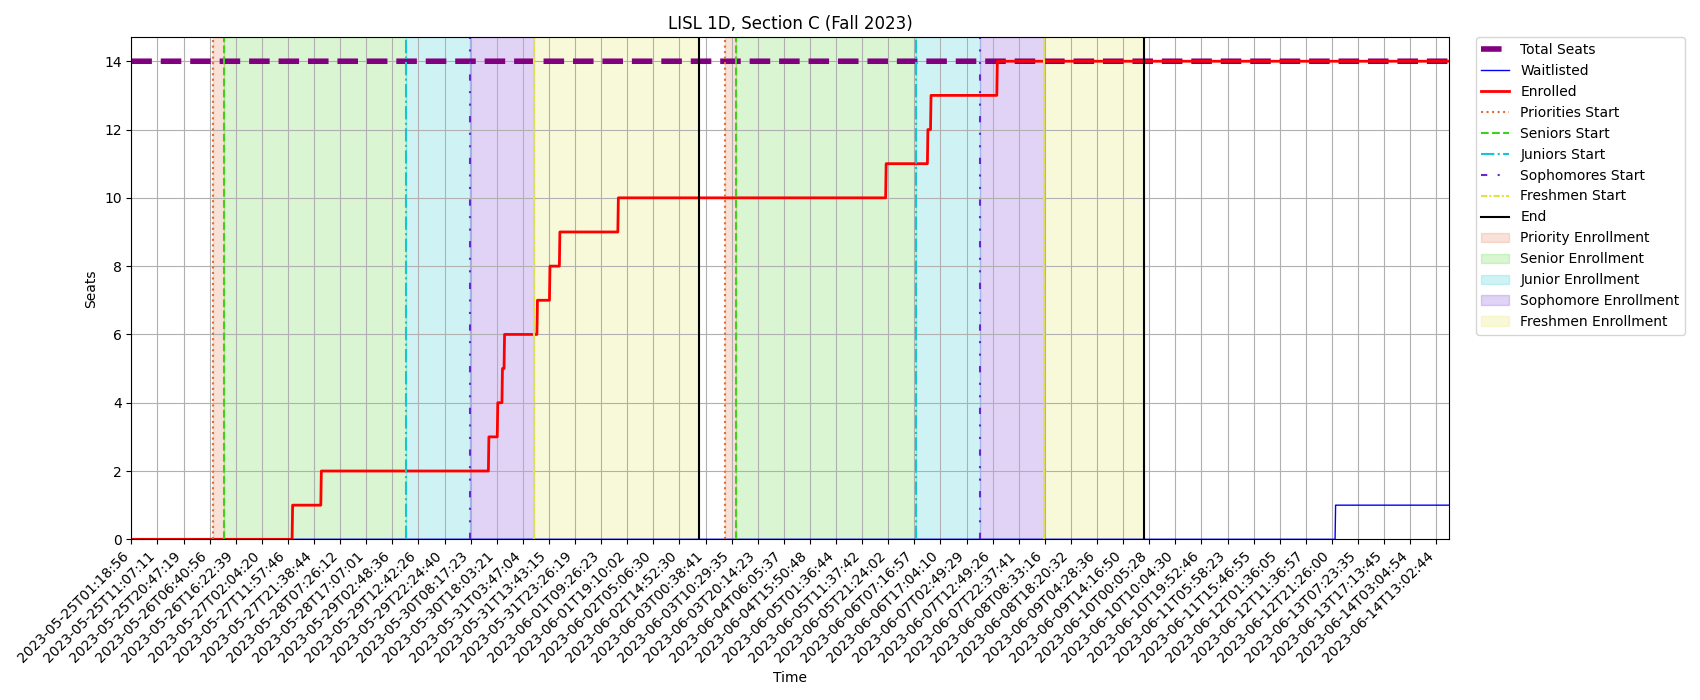 LISL 1D, Section C (Fall 2023)
Total Seats
Waitlisted
Enrolled
Priorities Start
Seniors Start
Juniors Start
Sophomores Start
Freshmen Start
End
Priority Enrollment
Senior Enrollment
Junior Enrollment
Sophomore Enrollment
Freshmen Enrollment
Seats
14
12
10
8
6
4
2
0
2023-05-25T01:18:56
2023-05-25T11:07:11
2023-05-25T20:47:19
2023-05-26T06:40:56
2023-05-26T16:22:39
2023-05-27T02:04:20
2023-05-27T11:57:46
2023-05-27T21:38:44
2023-05-28T07:26:12
2023-05-28T17:07:01
2023-05-29T02:48:36
2023-05-29T12:42:26
2023-05-29T22:24:40
2023-05-30T08:17:23
2023-05-30T18:03:21
2023-05-31T03:47:04
2023-05-31T13:43:15
2023-05-31T23:26:19
2023-06-01T09:26:23
2023-06-01T19:10:02
2023-06-02T05:06:30
2023-06-02T14:52:30
2023-06-03T00:38:41
2023-06-03T10:29:35
2023-06-03T20:14:23
2023-06-04T06:05:37
2023-06-04T15:50:48
2023-06-05T01:36:44
2023-06-05T11:37:42
2023-06-05T21:24:02
2023-06-06T07:16:57
2023-06-06T17:04:10
2023-06-07T02:49:29
2023-06-07T12:49:26
2023-06-07T22:37:41
2023-06-08T08:33:16
2023-06-08T18:20:32
2023-06-09T04:28:36
2023-06-09T14:16:50
2023-06-10T00:05:28
2023-06-10T10:04:30
2023-06-10T19:52:46
2023-06-11T05:58:23
2023-06-11T15:46:55
2023-06-12T01:36:05
2023-06-12T11:36:57
2023-06-12T21:26:00
2023-06-13T07:23:35
2023-06-13T17:13:45
2023-06-14T03:04:54
2023-06-14T13:02:44
Time